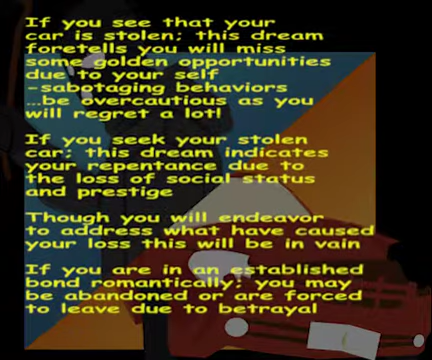 If you see that your
car is stolen; this dream
foretells you will miss
some golden opportunities
due to your self
-sabotaging behaviors
...be overcautious as you
will regret a lot!
If you seek your stolen
car; this dream indicates
your repentance due to
the loss of social status
and prestige
Though you will endeavor
to address what have caused
your loss this will be in vain
If you are in an established
bond romantically; you may
be abandoned or are forced
to leave due to betrayal